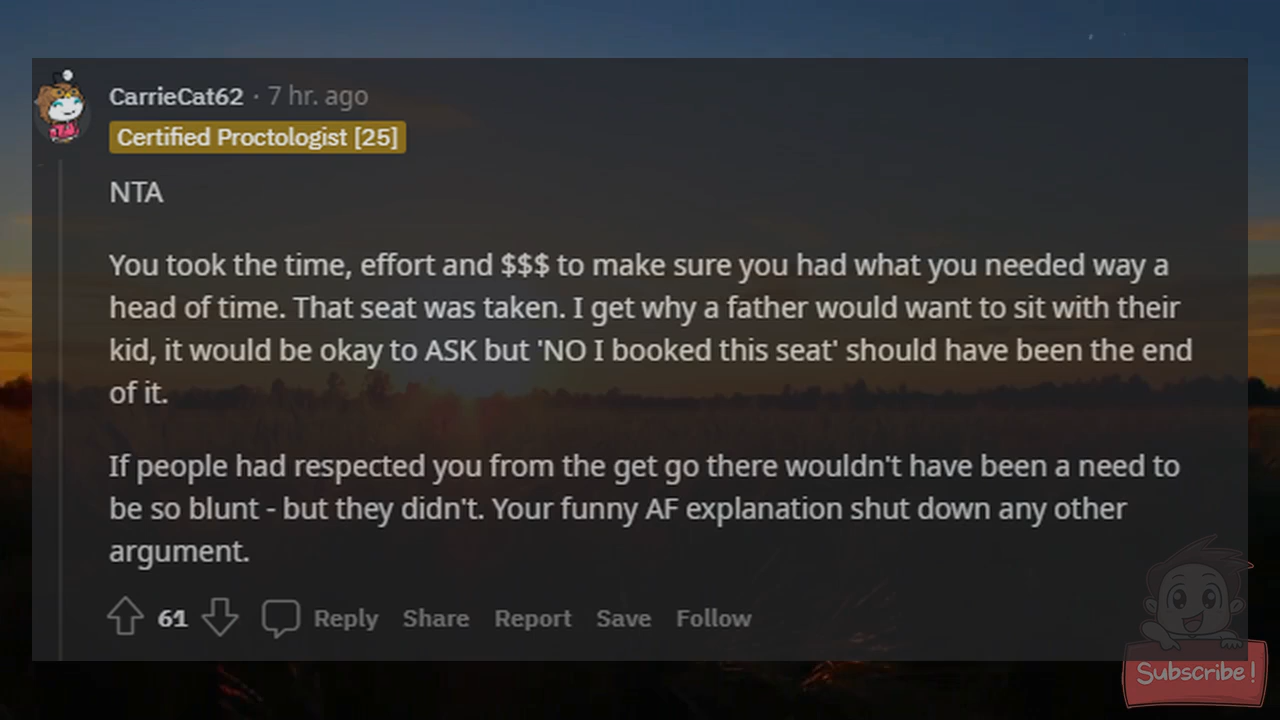 CarrieCat62 · 7 hr. ago
Certified Proctologist [25]
NTA
You took the time, effort and $$$ to make sure you had what you needed way a
head of time. That seat was taken. I get why a father would want to sit with their
kid, it would be okay to ASK but 'NO I booked this seat' should have been the end
of it.
If people had respected you from the get go there wouldn't have been a need to
be so blunt - but they didn't. Your funny AF explanation shut down any other
argument.
61 Reply Share Report Save Follow
Subscribe!